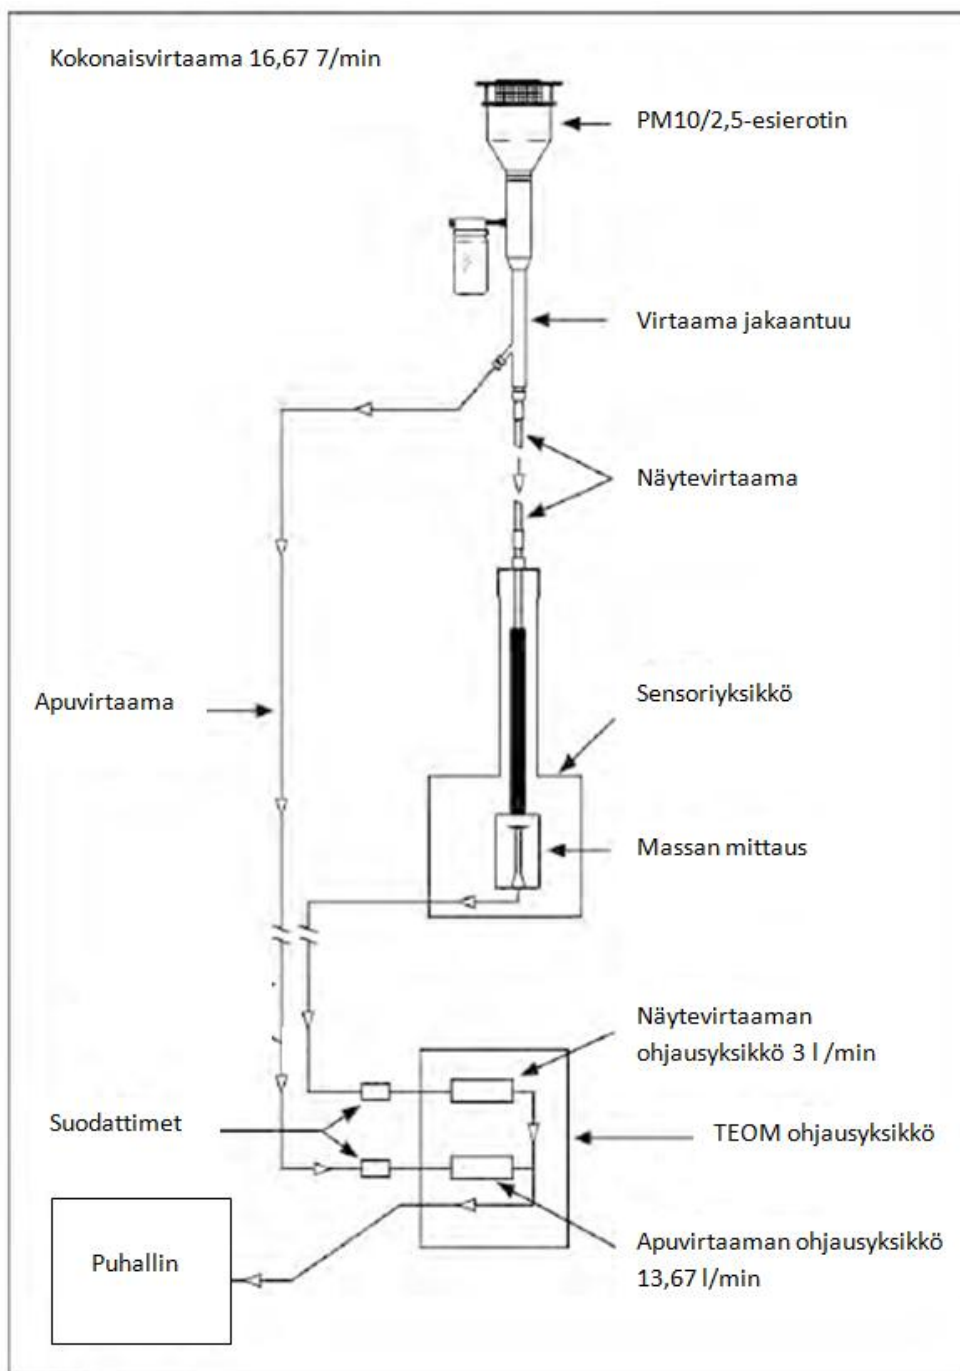 Kokonaisvirtaama 16,67 7/min
PM10/2,5-esierotin
Virtaama jakaantuu
Näytevirtaama
Sensoriyksikkö
Apuvirtaama
Massan mittaus
Näytevirtaaman
ohjausyksikkö 3 l /min
Suodattimet
TEOM ohjausyksikkö
Puhallin
Apuvirtaaman ohjausyksikkö
13,67 l/min